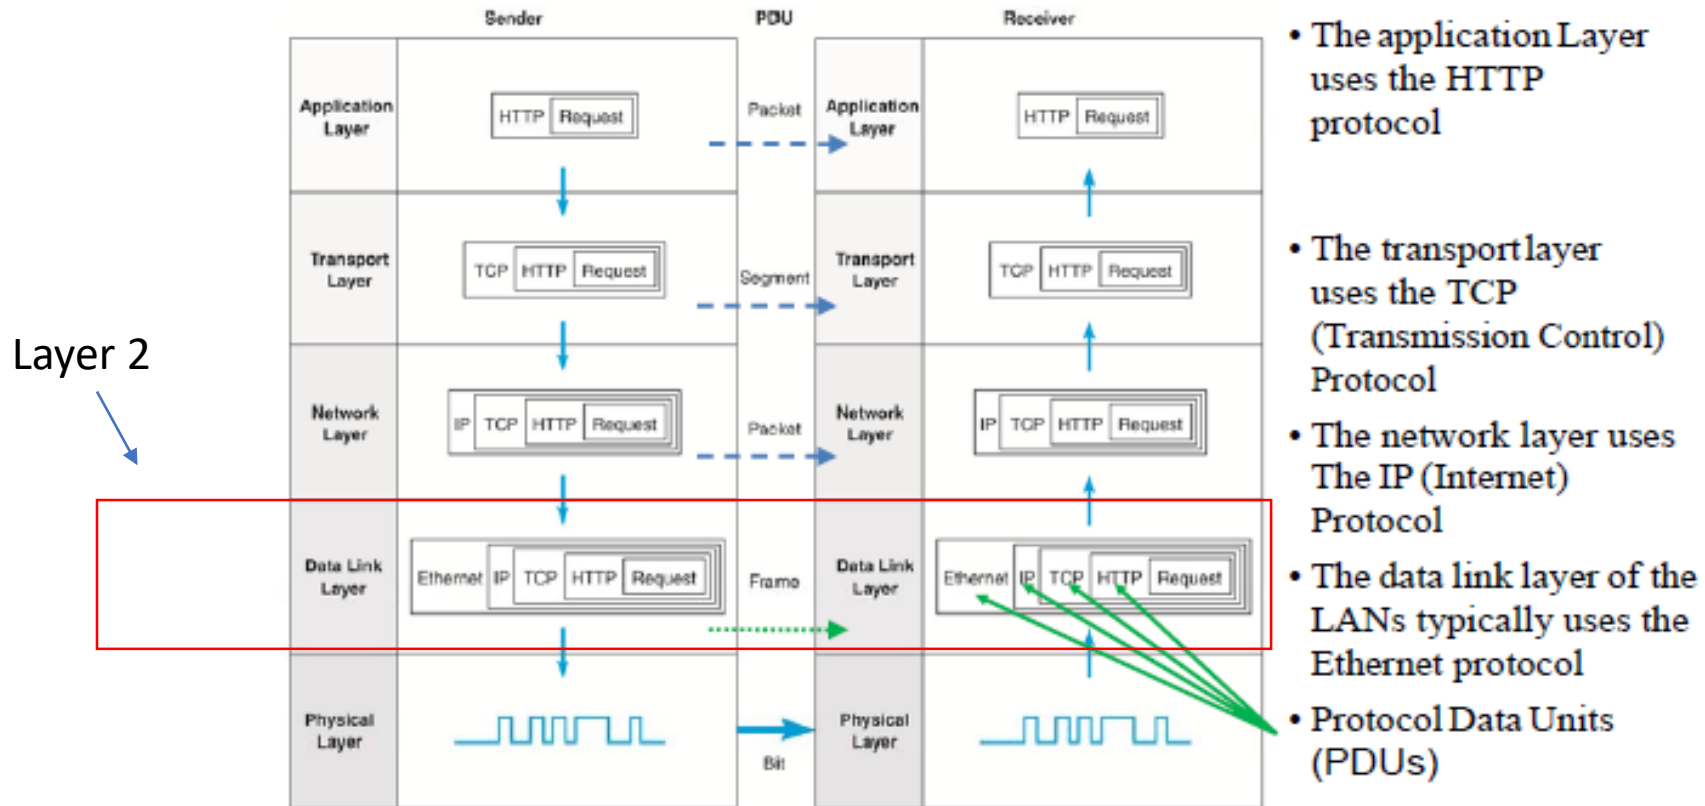 Sender PDU Receiver
Application Layer
HTTP Request
Packet
Application Layer
HTTP Request
Transport Layer
TCP HTTP Request
Segment
Transport Layer
TCP HTTP Request
Layer 2
Network Layer
IP TCP HTTP Request
Packet
Network Layer
IP TCP HTTP Request
Data Link Layer
Ethernet IP TCP HTTP Request
Frame
Data Link Layer
Ethernet IP TCP HTTP Request
Physical Layer
Bit
Physical Layer
• The application Layer
uses the HTTP
protocol
• The transport layer
uses the TCP
(Transmission Control)
Protocol
• The network layer uses
The IP (Internet)
Protocol
• The data link layer of the
LANs typically uses the
Ethernet protocol
• Protocol Data Units
(PDUs)